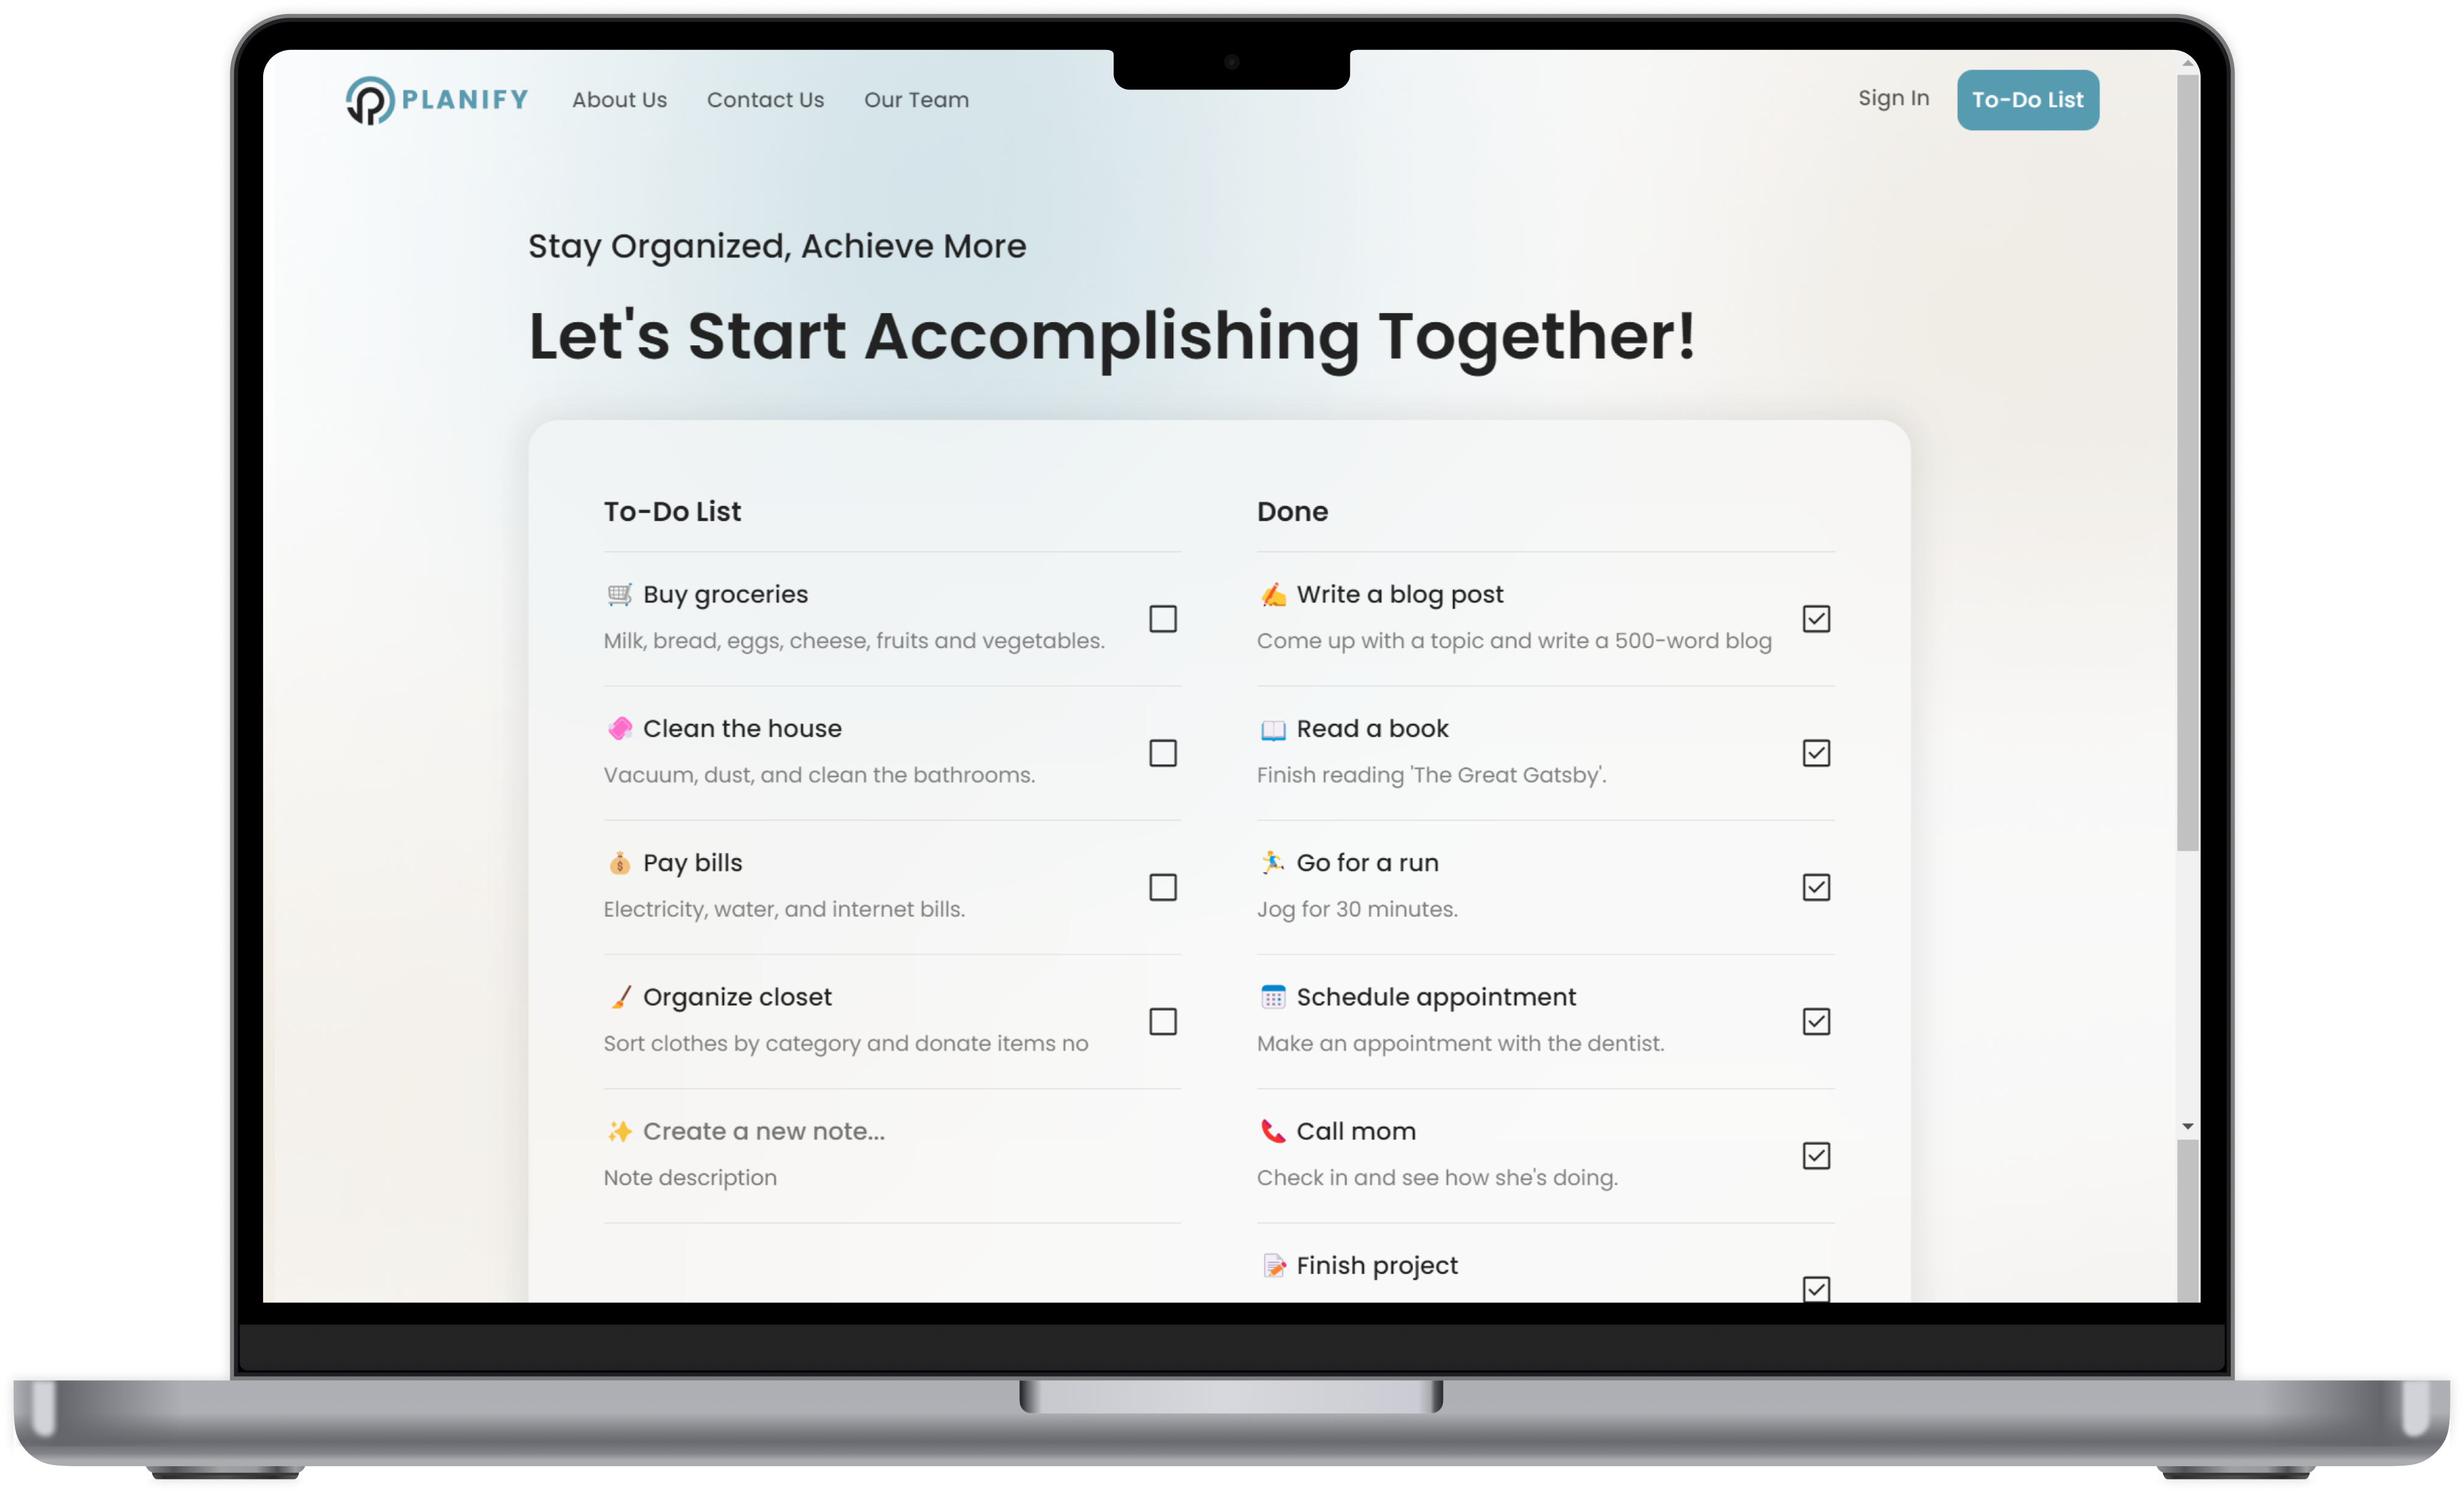 PLANIFY
About Us
Contact Us
Our Team
Sign In
To-Do List
Stay Organized, Achieve More
Let's Start Accomplishing Together!
To-Do List
Buy groceries
Milk, bread, eggs, cheese, fruits and vegetables.
Clean the house
Vacuum, dust, and clean the bathrooms.
Pay bills
Electricity, water, and internet bills.
Organize closet
Sort clothes by category and donate items no
Create a new note...
Note description
Done
Write a blog post
Come up with a topic and write a 500-word blog
Read a book
Finish reading 'The Great Gatsby'.
Go for a run
Jog for 30 minutes.
Schedule appointment
Make an appointment with the dentist.
Call mom
Check in and see how she's doing.
Finish project